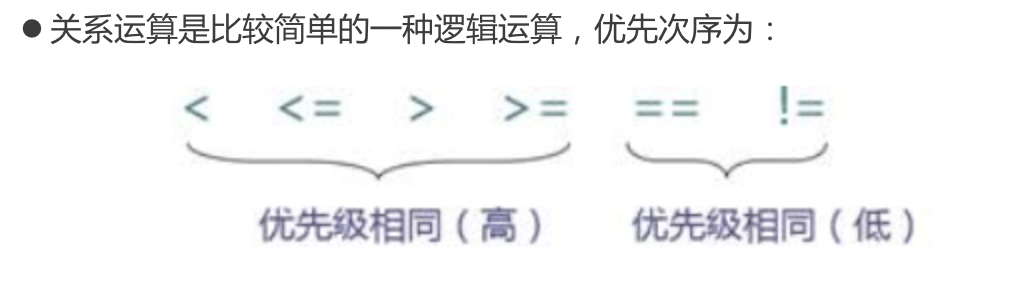 ●关系运算是比较简单的一种逻辑运算，优先次序为：
< <= > >= == !=
优先级相同（高） 优先级相同（低）